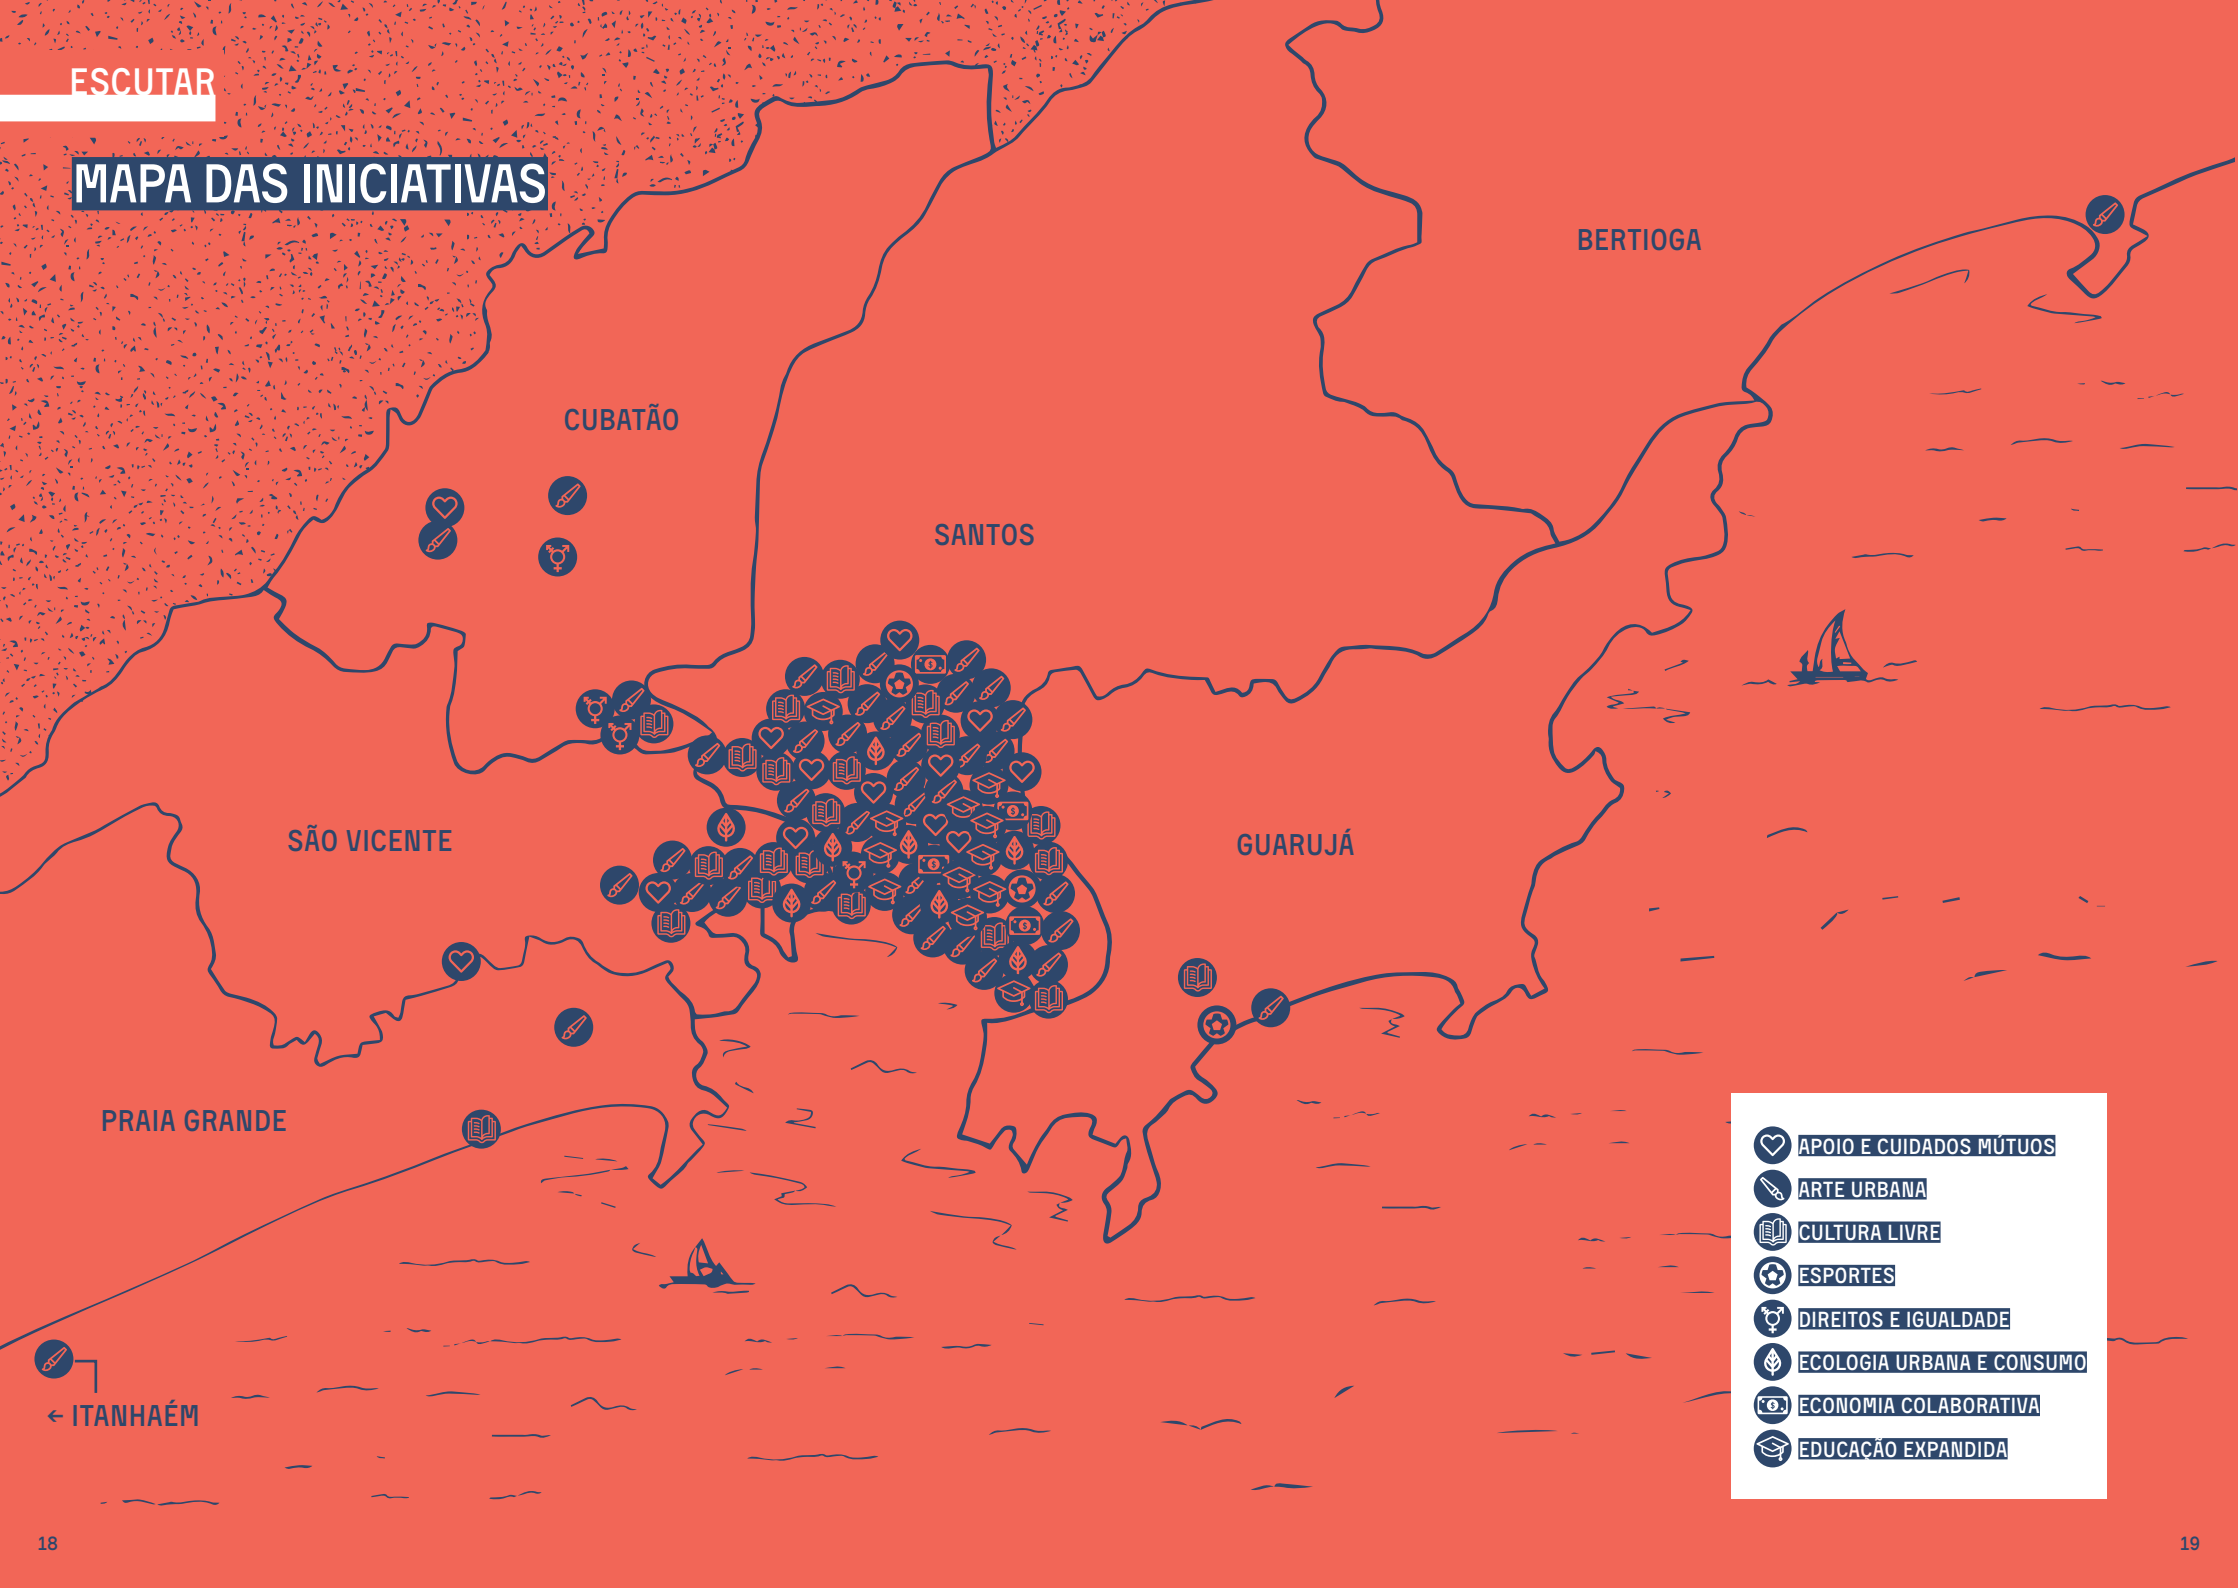 ESCUTAR
MAPA DAS INICIATIVAS
BERTIOGA
CUBATÃO
SANTOS
SÃO VICENTE
GUARUJÁ
PRAIA GRANDE
← ITANHAÉM
APOIO E CUIDADOS MÚTUOS
ARTE URBANA
CULTURA LIVRE
ESPORTES
DIREITOS E IGUALDADE
ECOLOGIA URBANA E CONSUMO
ECONOMIA COLABORATIVA
EDUCAÇÃO EXPANDIDA
18
19